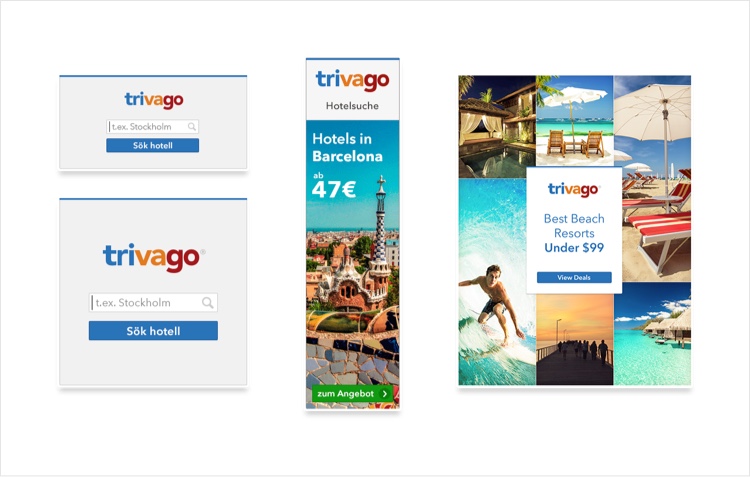 trivago
t.ex. Stockholm
Sök hotell
trivago®
t.ex. Stockholm
Sök hotell
trivago
Hotelsuche
Hotels in
Barcelona
ab
47€
zum Angebot
trivago®
Best Beach
Resorts
Under $99
View Deals